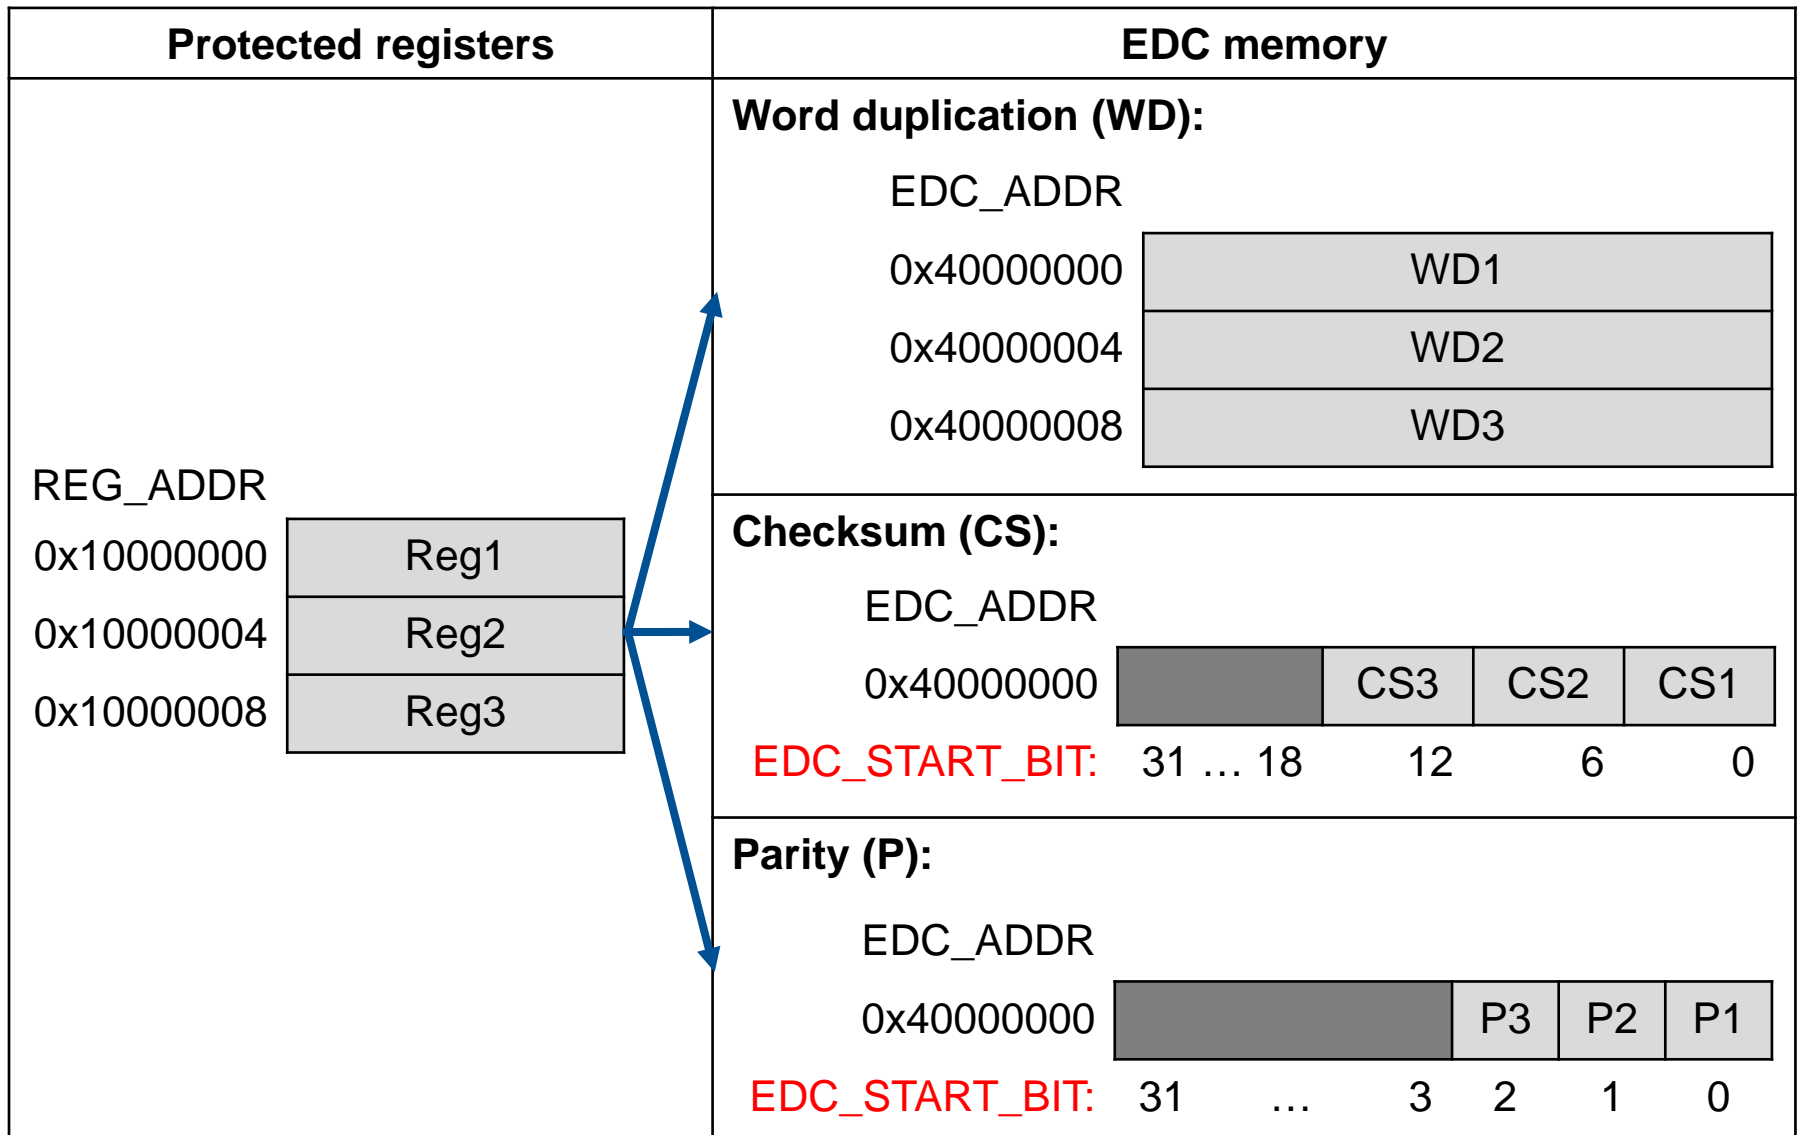 Protected registers
EDC memory
REG_ADDR
0x10000000 Reg1
0x10000004 Reg2
0x10000008 Reg3
Word duplication (WD):
EDC_ADDR
0x40000000 WD1
0x40000004 WD2
0x40000008 WD3
Checksum (CS):
EDC_ADDR
0x40000000 CS3 CS2 CS1
EDC_START_BIT: 31 … 18 12 6 0
Parity (P):
EDC_ADDR
0x40000000 P3 P2 P1
EDC_START_BIT: 31 … 3 2 1 0